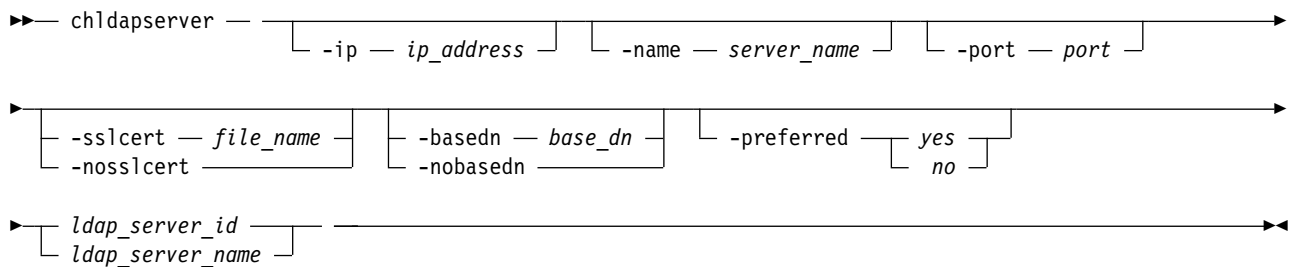 chldapserver
-ip ip_address -name server_name -port port
-sslcert file_name -basedn base_dn -preferred yes
-nosslcert -nobasedn no
ldap_server_id
ldap_server_name